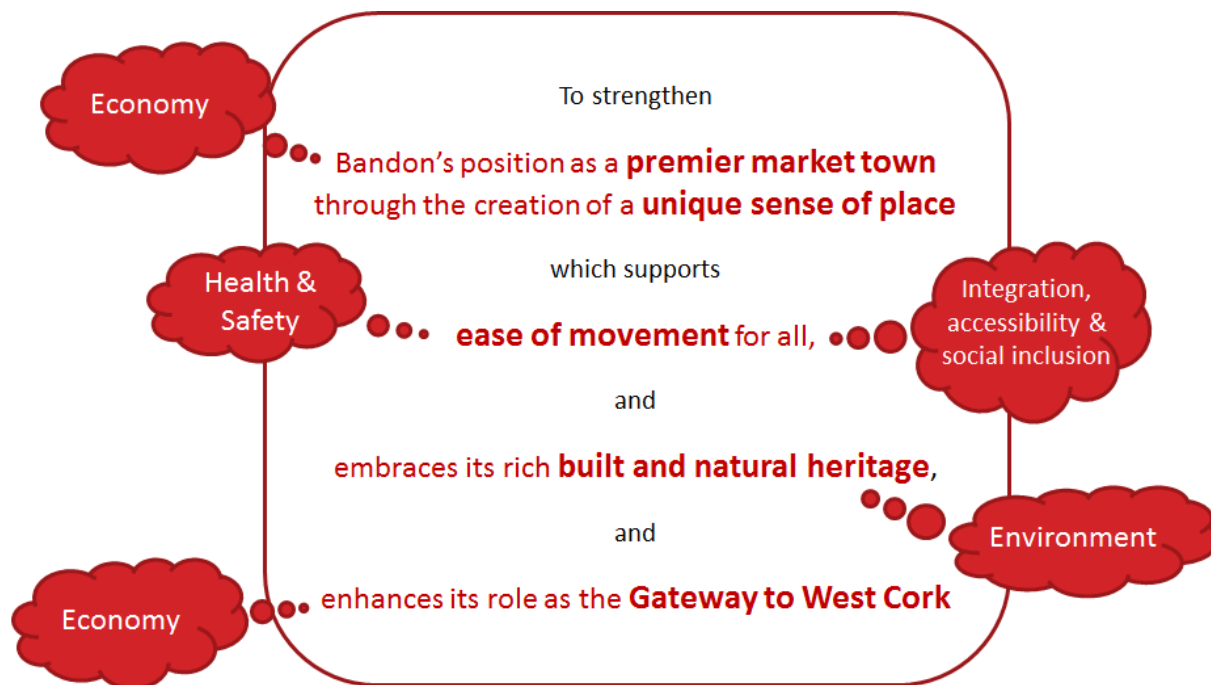 Economy
To strengthen
Bandon's position as a premier market town
through the creation of a unique sense of place
Health &
Safety
which supports
Integration,
accessibility &
social inclusion
ease of movement for all,
and
embraces its rich built and natural heritage,
Environment
and
enhances its role as the Gateway to West Cork
Economy